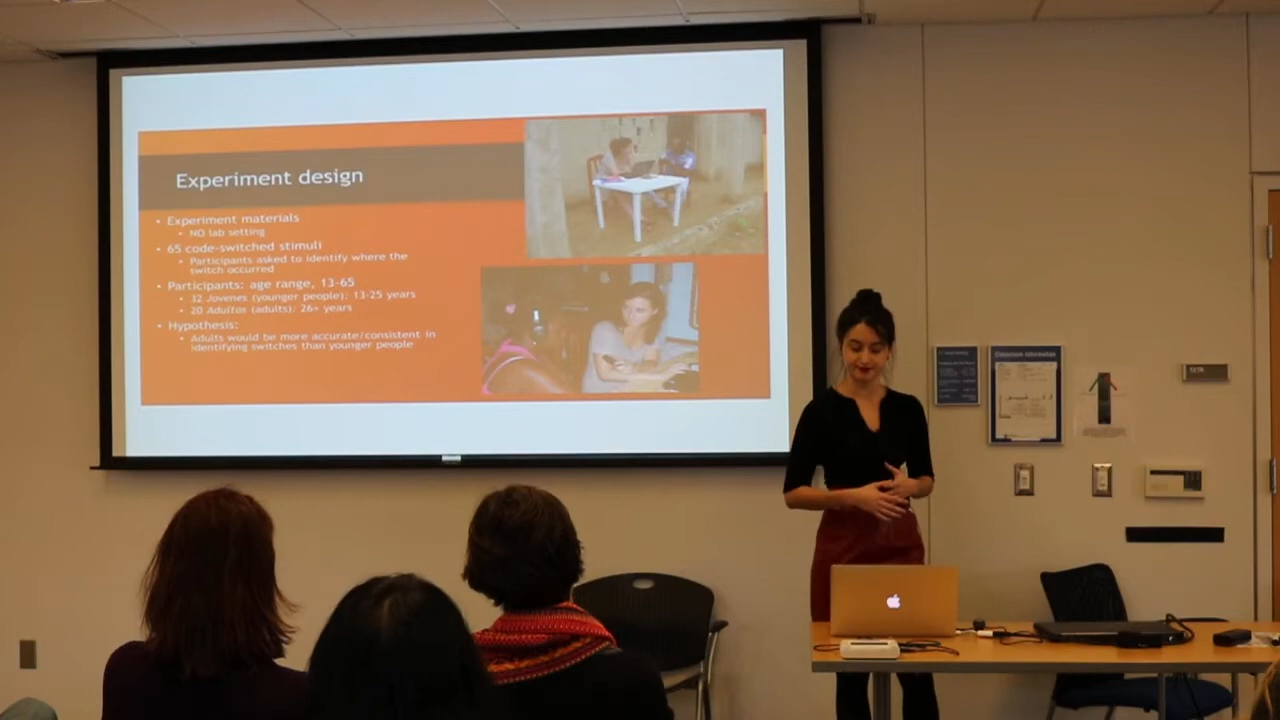 Experiment design
• Experiment materials
• NO lab setting
• 65 code-switched stimuli
• Participants asked to identify where the
switch occurred
• Participants: age range, 13-65
• 32 Jovenes (younger people): 13-25 years
• 20 Adultos (adults): 26+ years
• Hypothesis:
• Adults would be more accurate/consistent in
identifying switches than younger people
Classroom Information